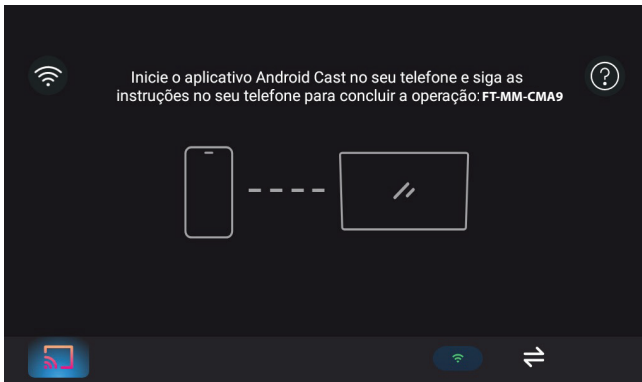 Inicie o aplicativo Android Cast no seu telefone e siga as
instruções no seu telefone para concluir a operação: FT-MM-CMA9
?